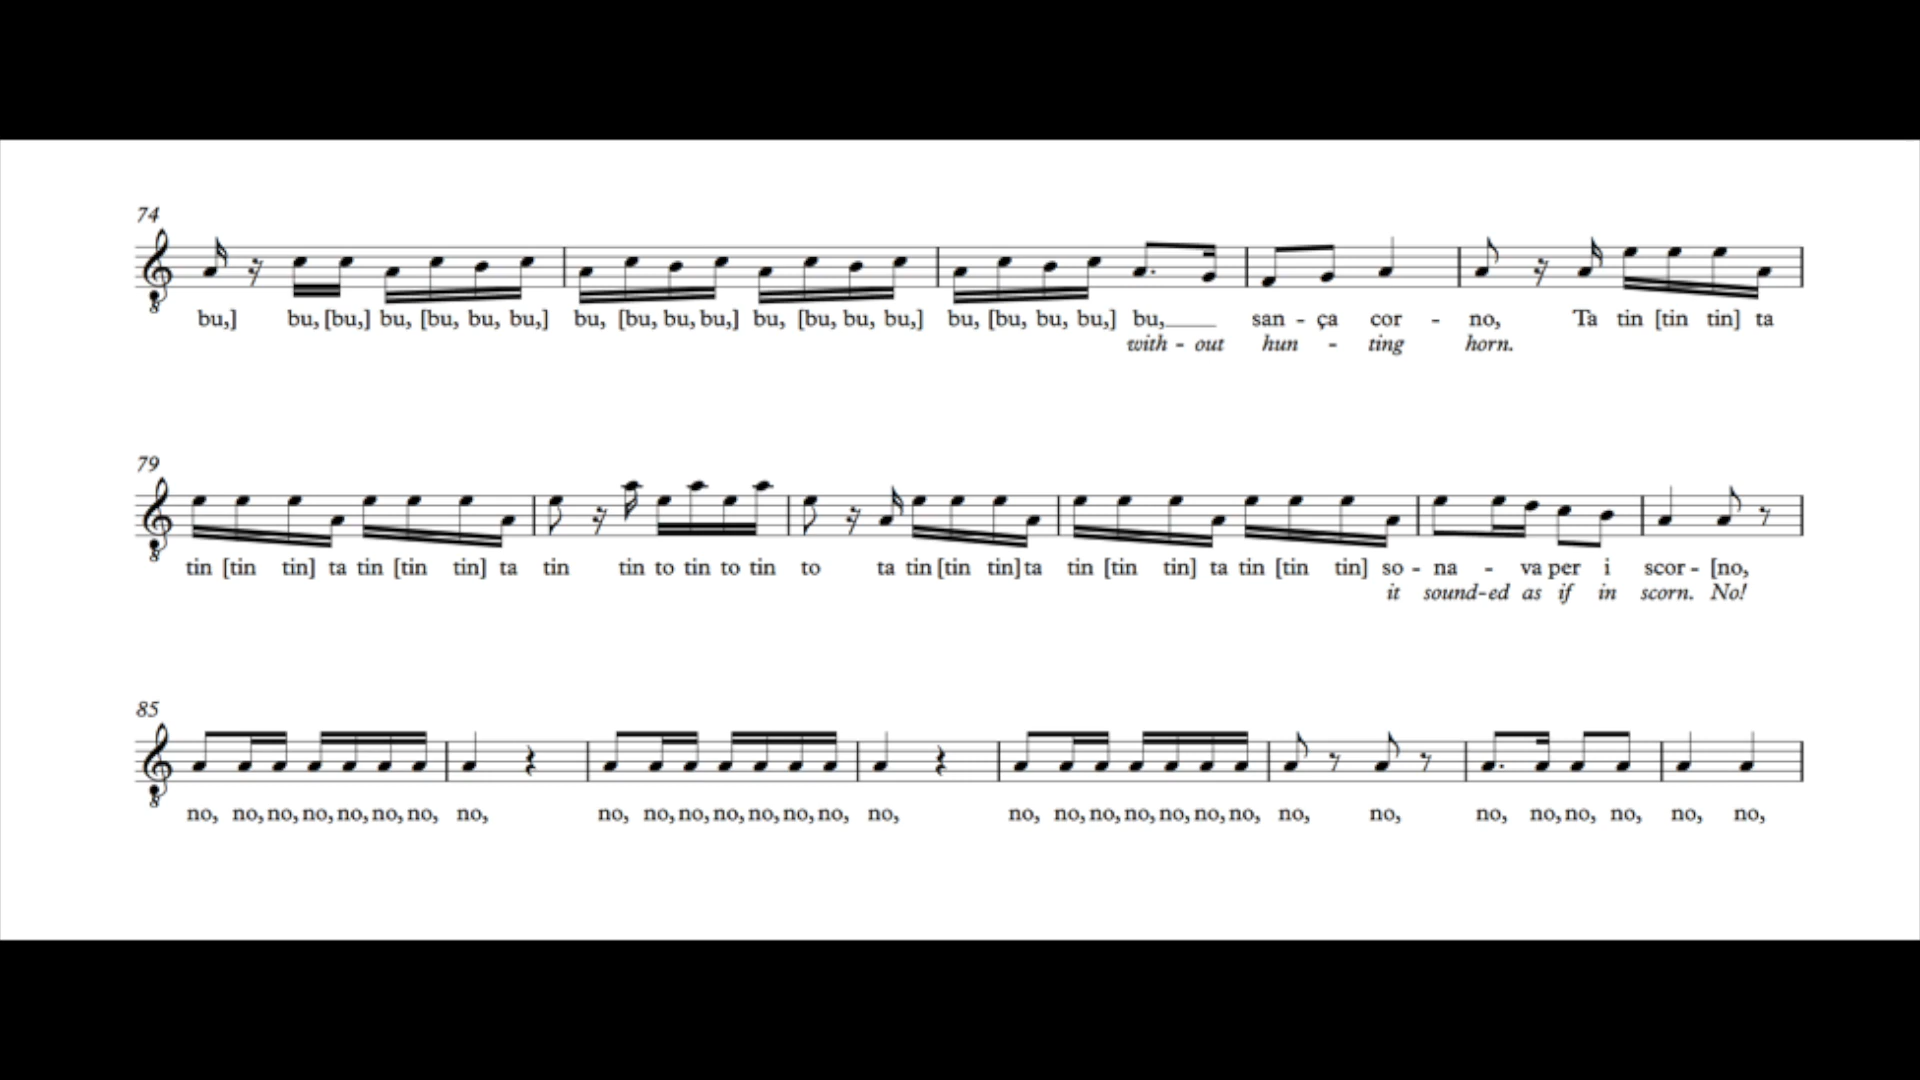 74
bu,] bu, [bu,] bu, [bu, bu, bu,] bu, [bu, bu, bu,] bu, [bu, bu, bu,] bu, [bu, bu, bu,] bu, san - ça cor - no, Ta tin [tin tin] ta
with - out hun - ting horn.
79
tin [tin tin] ta tin [tin tin] ta tin tin to tin to tin to ta tin [tin tin] ta tin [tin tin] ta tin [tin tin] so - na - va per i scor - [no,
it sound-ed as if in scorn. No!
85
no, no, no, no, no, no, no, no, no, no, no, no, no, no, no, no, no, no, no, no, no, no, no, no, no, no, no, no, no, no, no, no,